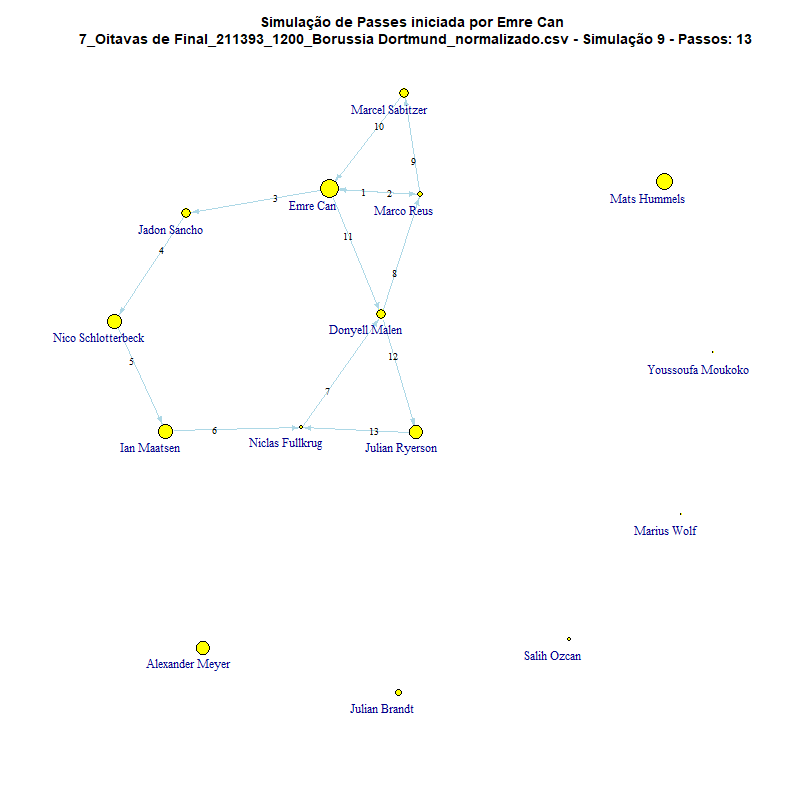 Simulação de Passes iniciada por Emre Can
7_Oitavas de Final_211393_1200_Borussia Dortmund_normalizado.csv - Simulação 9 - Passos: 13
Marcel Sabitzer
10
9
Mats Hummels
1
2
3
Emre Can
Marco Reus
Jadon Sancho
11
4
8
Donyell Malen
Nico Schlotterbeck
12
5
Youssoufa Moukoko
7
6
13
Niclas Fullkrug
Ian Maatsen
Julian Ryerson
Marius Wolf
Salih Ozcan
Alexander Meyer
Julian Brandt